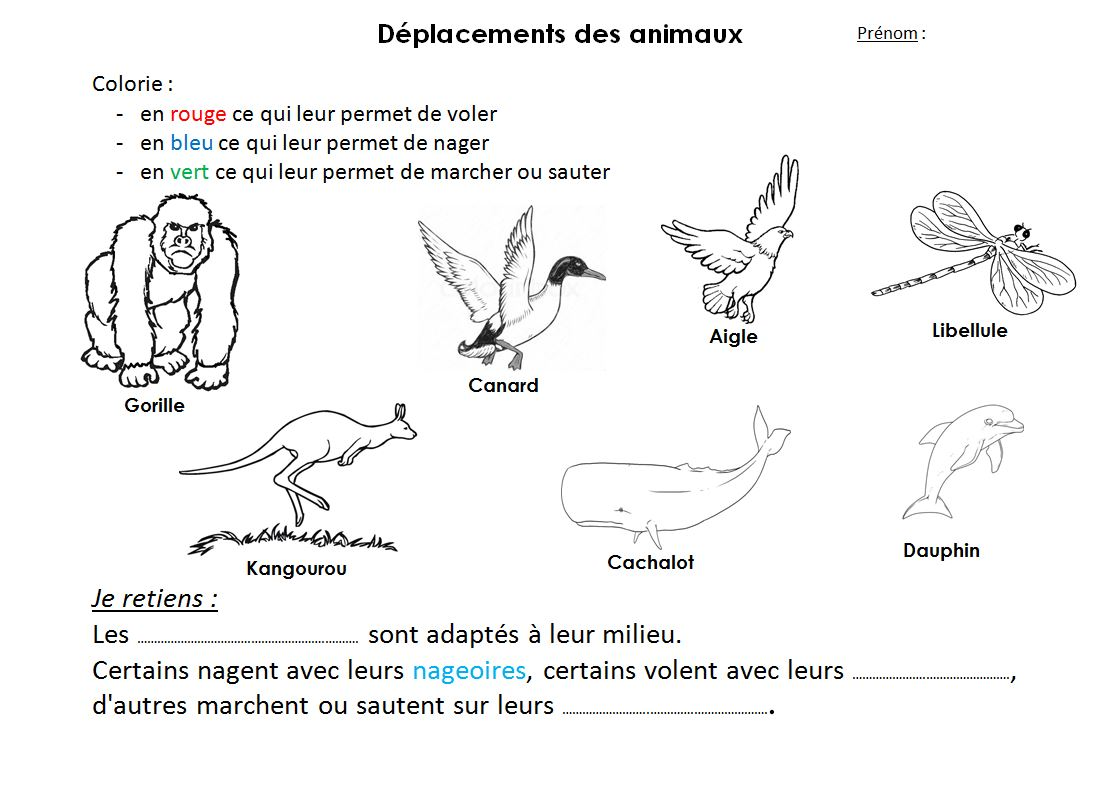 Déplacements des animaux
Prénom :
Colorie :
- en rouge ce qui leur permet de voler
- en bleu ce qui leur permet de nager
- en vert ce qui leur permet de marcher ou sauter
Gorille
Canard
Aigle
Libellule
Kangourou
Cachalot
Dauphin
Je retiens :
Les .................................................................. sont adaptés à leur milieu.
Certains nagent avec leurs nageoires, certains volent avec leurs ...............................................,
d'autres marchent ou sautent sur leurs ..............................................................